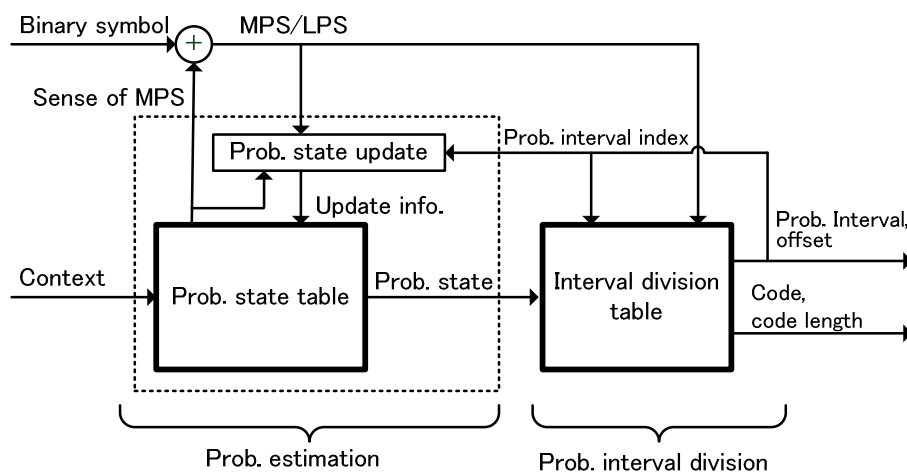 Binary symbol
+
MPS/LPS
Sense of MPS
Prob. state update
Prob. interval index
Update info.
Prob. Interval,
offset
Context
Prob. state table
Prob. state
Interval division
table
Code,
code length
Prob. estimation
Prob. interval division